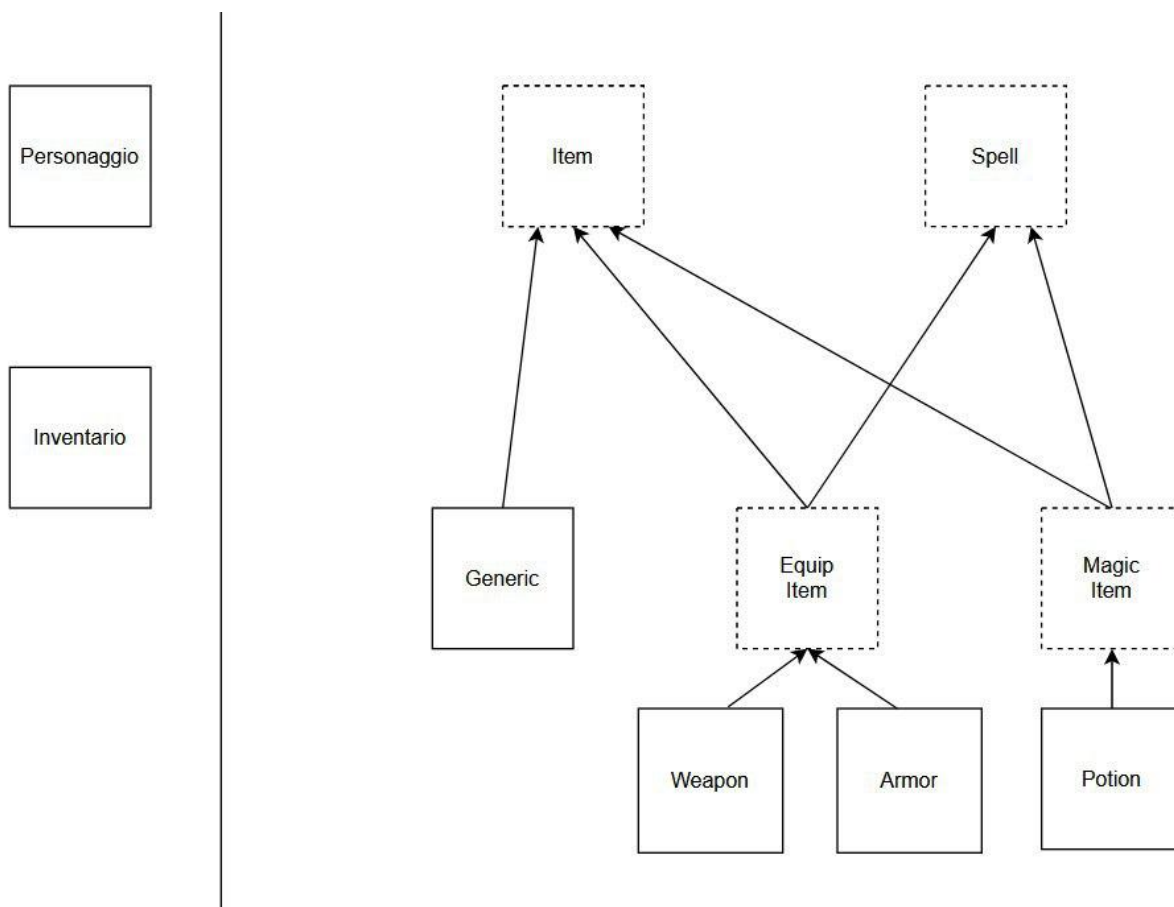 Personaggio
Item
Spell
Inventario
Generic
Equip
Item
Magic
Item
Weapon
Armor
Potion